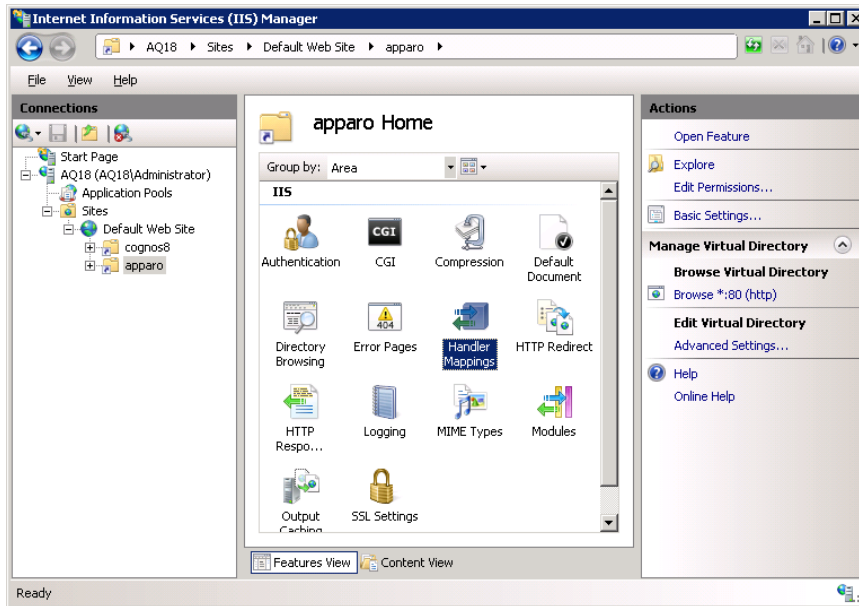 Internet Information Services (IIS) Manager
AQ18 Sites Default Web Site apparo
File View Help
Connections
Start Page
AQ18 (AQ18\Administrator)
Application Pools
Sites
Default Web Site
cognos8
apparo
apparo Home
Group by: Area
IIS
Authentication CGI CGI Compression Default Document
Directory Browsing 404 Error Pages Handler Mappings HTTP Redirect
HTTP Respo... Logging MIME Types Modules
Output Caching SSL Settings
Features View Content View
Actions
Open Feature
Explore
Edit Permissions...
Basic Settings...
Manage Virtual Directory
Browse Virtual Directory
Browse *:80 (http)
Edit Virtual Directory
Advanced Settings...
Help
Online Help
Ready